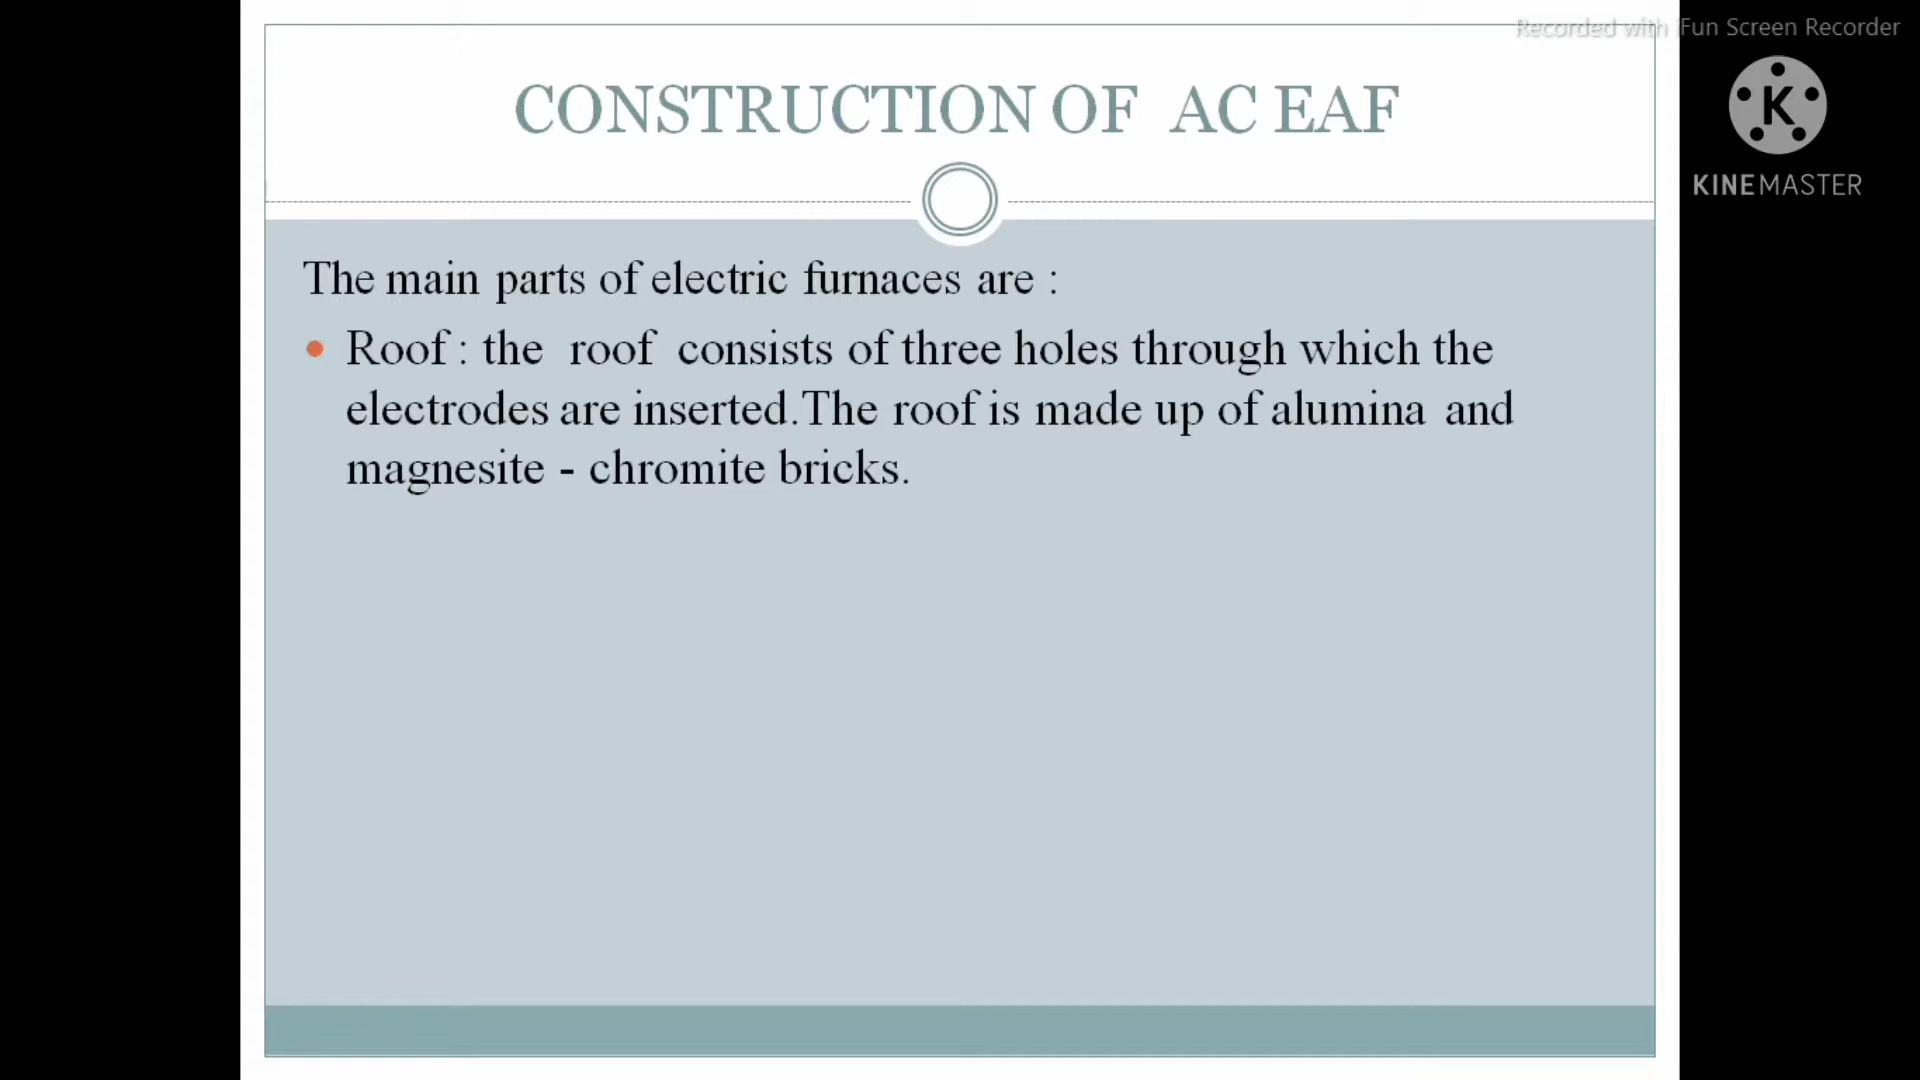 Recorded with iFun Screen Recorder
CONSTRUCTION OF AC EAF
K
KINEMASTER
The main parts of electric furnaces are :
• Roof : the roof consists of three holes through which the
electrodes are inserted.The roof is made up of alumina and
magnesite - chromite bricks.